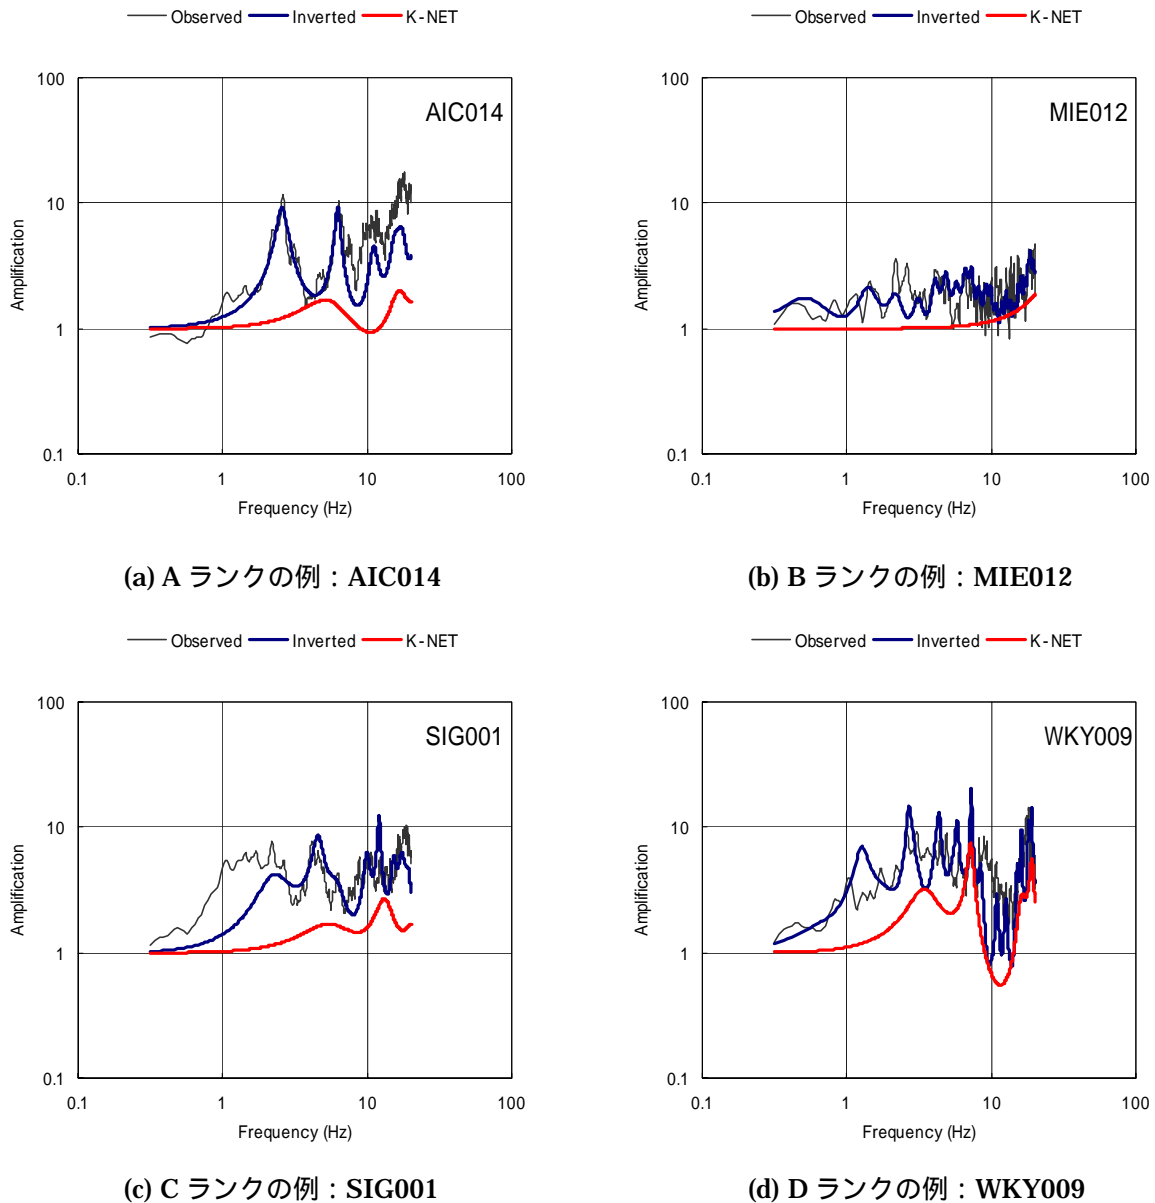 Observed Inverted K-NET
Observed Inverted K-NET
100
10
1
0.1
Amplification
AIC014
0.1 1 10 100
Frequency (Hz)
100
10
1
0.1
Amplification
MIE012
0.1 1 10 100
Frequency (Hz)
(a) A ランクの例：AIC014
(b) B ランクの例：MIE012
Observed Inverted K-NET
Observed Inverted K-NET
100
10
1
0.1
Amplification
SIG001
0.1 1 10 100
Frequency (Hz)
100
10
1
0.1
Amplification
WKY009
0.1 1 10 100
Frequency (Hz)
(c) C ランクの例：SIG001
(d) D ランクの例：WKY009